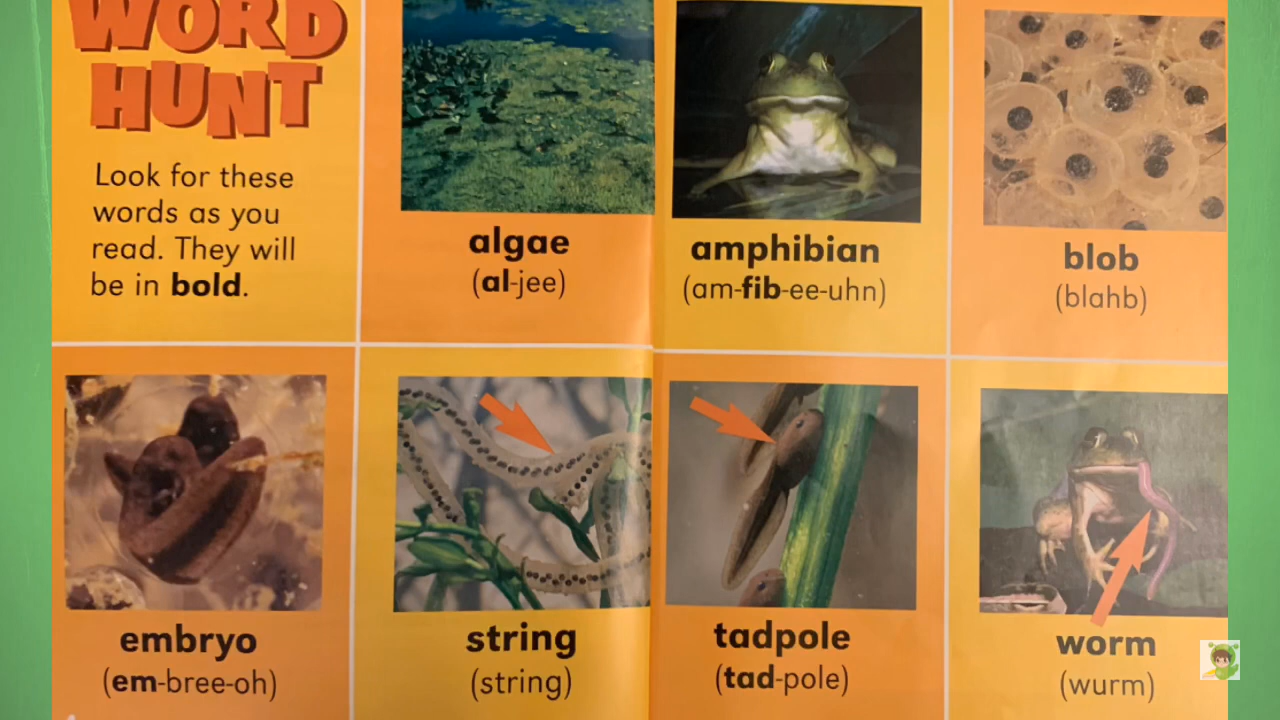 WORD
HUNT
Look for these
words as you
read. They will
be in bold.
algae
(al-jee)
amphibian
(am-fib-ee-uhn)
blob
(blahb)
embryo
(em-bree-oh)
string
(string)
tadpole
(tad-pole)
worm
(wurm)